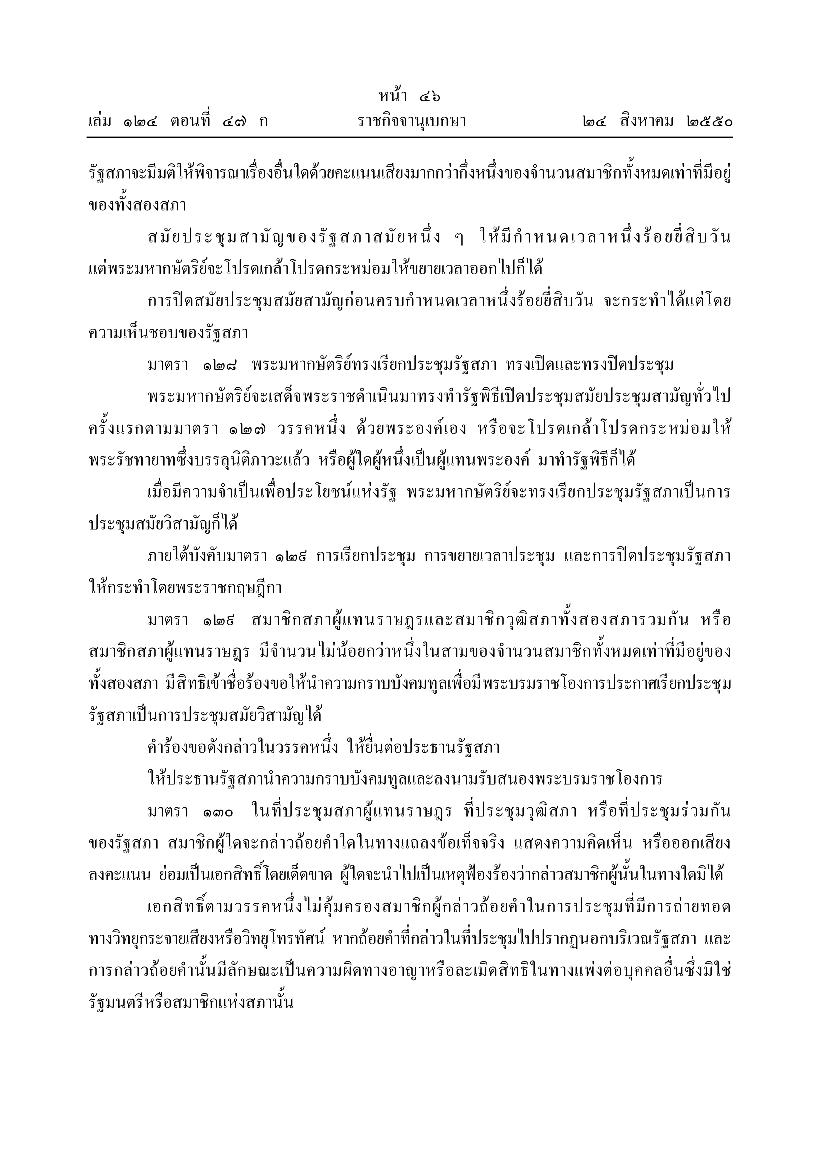 หน้า ๔๖
เล่ม ๑๒๔ ตอนที่ ๔๗ ก ราชกิจจานุเบกษา ๒๔ สิงหาคม ๒๕๕๐
รัฐสภาจะมีมติให้พิจารณาเรื่องอื่นใดด้วยคะแนนเสียงมากกว่ากึ่งหนึ่งของจำนวนสมาชิกทั้งหมดเท่าที่มีอยู่
ของทั้งสองสภา
สมัยประชุมสามัญของรัฐสภาสมัยหนึ่ง ๆ ให้มีกำหนดเวลาหนึ่งร้อยยี่สิบวัน
แต่พระมหากษัตริย์จะโปรดเกล้าโปรดกระหม่อมให้ขยายเวลาออกไปก็ได้
การปิดสมัยประชุมสมัยสามัญก่อนครบกำหนดเวลาหนึ่งร้อยยี่สิบวัน จะกระทำได้แต่โดย
ความเห็นชอบของรัฐสภา
มาตรา ๑๒๘ พระมหากษัตริย์ทรงเรียกประชุมรัฐสภา ทรงเปิดและทรงปิดประชุม
พระมหากษัตริย์จะเสด็จพระราชดำเนินมาทรงทำรัฐพิธีเปิดประชุมสมัยประชุมสามัญทั่วไป
ครั้งแรกตามมาตรา ๑๒๗ วรรคหนึ่ง ด้วยพระองค์เอง หรือจะโปรดเกล้าโปรดกระหม่อมให้
พระรัชทายาทซึ่งบรรลุนิติภาวะแล้ว หรือผู้ใดผู้หนึ่งเป็นผู้แทนพระองค์ มาทำรัฐพิธีก็ได้
เมื่อมีความจำเป็นเพื่อประโยชน์แห่งรัฐ พระมหากษัตริย์จะทรงเรียกประชุมรัฐสภาเป็นการ
ประชุมสมัยวิสามัญก็ได้
ภายใต้บังคับมาตรา ๑๒๙ การเรียกประชุม การขยายเวลาประชุม และการปิดประชุมรัฐสภา
ให้กระทำโดยพระราชกฤษฎีกา
มาตรา ๑๒๙ สมาชิกสภาผู้แทนราษฎรและสมาชิกวุฒิสภาทั้งสองสภารวมกัน หรือ
สมาชิกสภาผู้แทนราษฎร มีจำนวนไม่น้อยกว่าหนึ่งในสามของจำนวนสมาชิกทั้งหมดเท่าที่มีอยู่ของ
ทั้งสองสภา มีสิทธิเข้าชื่อร้องขอให้นำความกราบบังคมทูลเพื่อมีพระบรมราชโองการประกาศเรียกประชุม
รัฐสภาเป็นการประชุมสมัยวิสามัญได้
คำร้องขอดังกล่าวในวรรคหนึ่ง ให้ยื่นต่อประธานรัฐสภา
ให้ประธานรัฐสภานำความกราบบังคมทูลและลงนามรับสนองพระบรมราชโองการ
มาตรา ๑๓๐ ในที่ประชุมสภาผู้แทนราษฎร ที่ประชุมวุฒิสภา หรือที่ประชุมร่วมกัน
ของรัฐสภา สมาชิกผู้ใดจะกล่าวถ้อยคำใดในทางแถลงข้อเท็จจริง แสดงความคิดเห็น หรือออกเสียง
ลงคะแนน ย่อมเป็นเอกสิทธิ์โดยเด็ดขาด ผู้ใดจะนำไปเป็นเหตุฟ้องร้องว่ากล่าวสมาชิกผู้นั้นในทางใดมิได้
เอกสิทธิ์ตามวรรคหนึ่งไม่คุ้มครองสมาชิกผู้กล่าวถ้อยคำในการประชุมที่มีการถ่ายทอด
ทางวิทยุกระจายเสียงหรือวิทยุโทรทัศน์ หากถ้อยคำที่กล่าวในที่ประชุมไปปรากฏนอกบริเวณรัฐสภา และ
การกล่าวถ้อยคำนั้นมีลักษณะเป็นความผิดทางอาญาหรือละเมิดสิทธิในทางแพ่งต่อบุคคลอื่นซึ่งมิใช่
รัฐมนตรีหรือสมาชิกแห่งสภานั้น